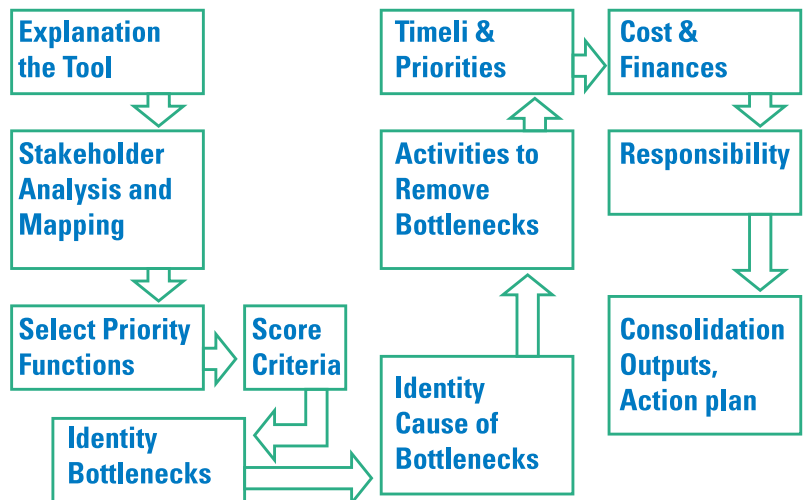 Explanation
the Tool
Stakeholder
Analysis and
Mapping
Select Priority
Functions
Score
Criteria
Identity
Bottlenecks
Identity
Cause of
Bottlenecks
Activities to
Remove
Bottlenecks
Timeli &
Priorities
Cost &
Finances
Responsibility
Consolidation
Outputs,
Action plan